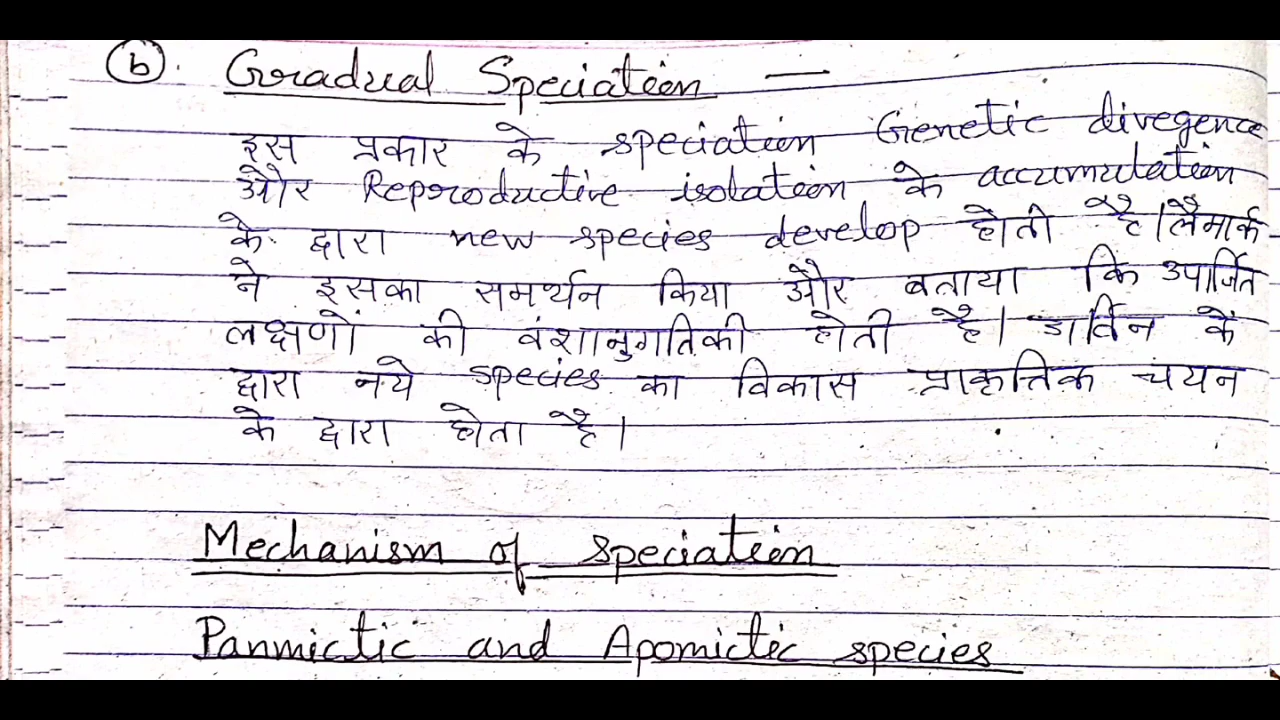 (b). Gradual Speciation —
इस प्रकार के speciation Genetic divegence
और Reproductive isolation के accumulation
के द्वारा new species develop होती है। लैमार्क
ने इसका समर्थन किया और बताया कि उपार्जित
लक्षणों की वंशानुगतिकी होती है। डार्विन के
द्वारा नये species का विकास प्राकृत्तिक चयन
के द्वारा होता है।
Mechanism of speciation
Panmictic and Apomictic species